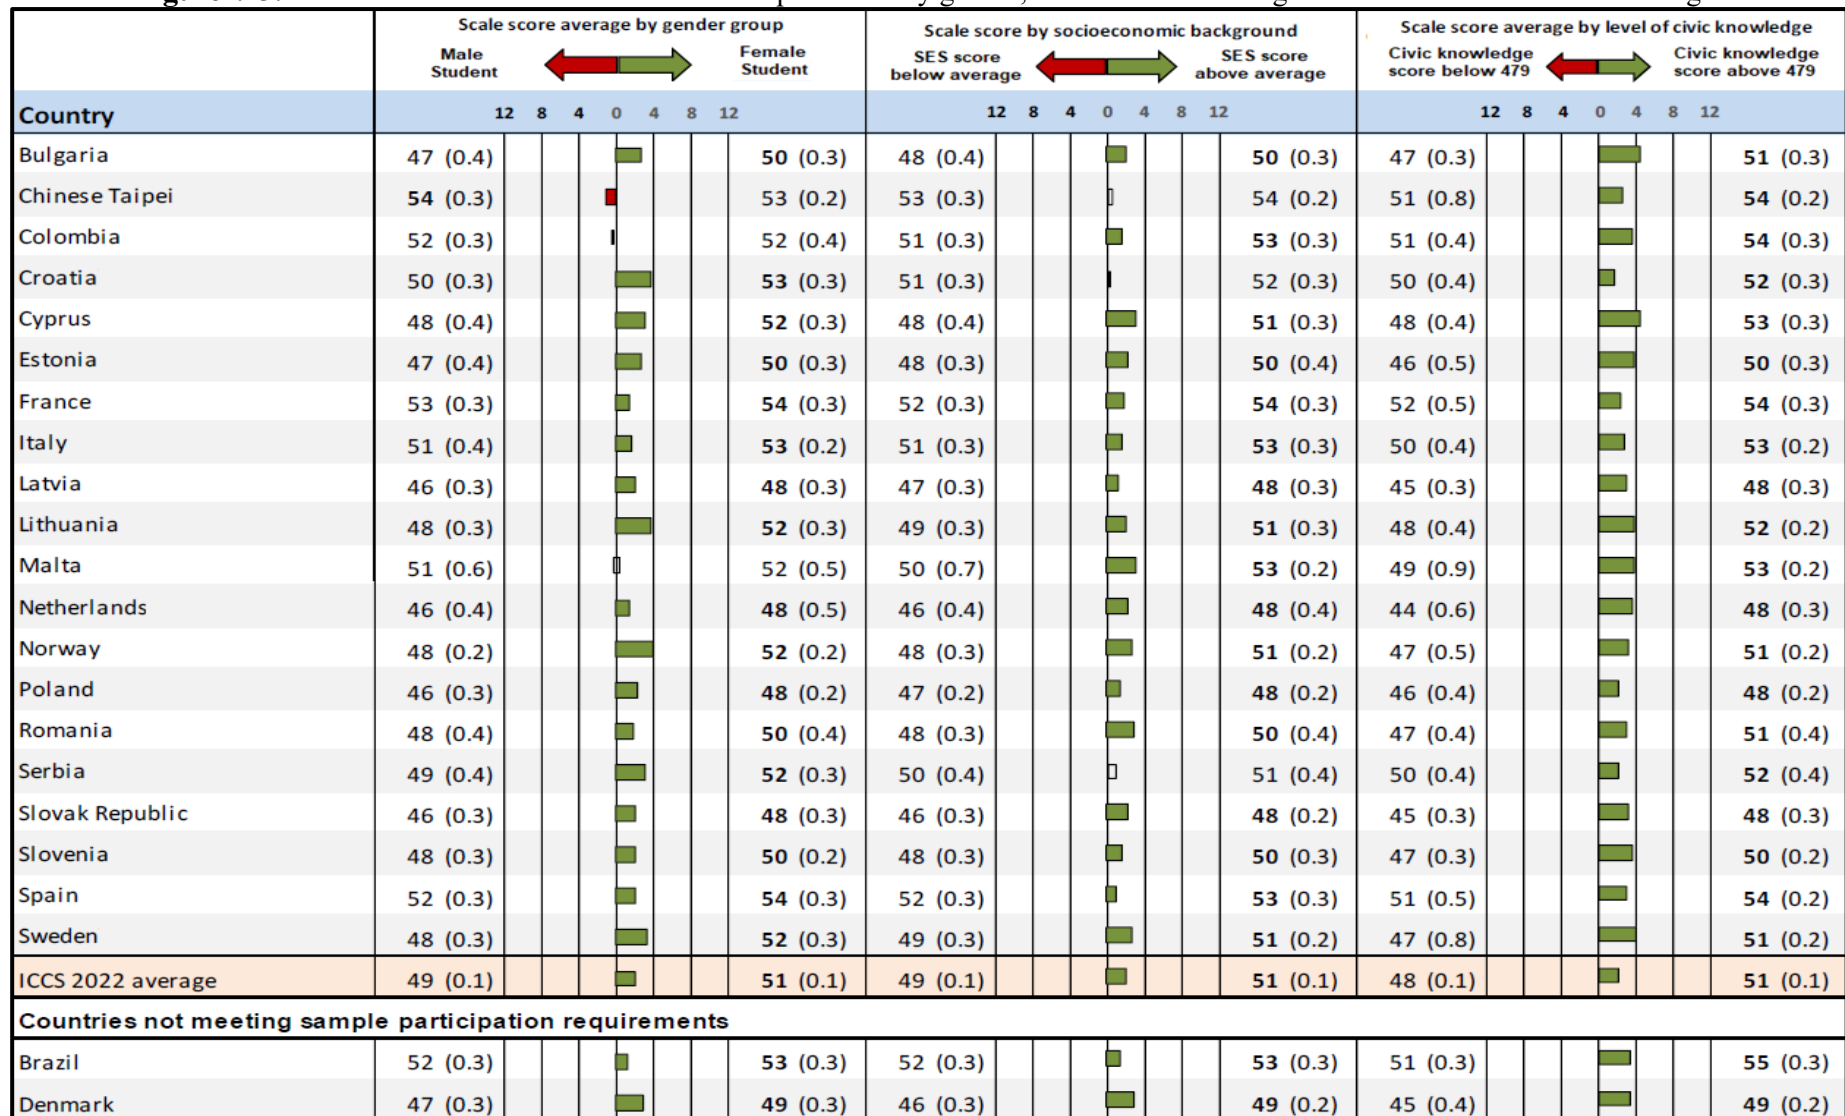 Scale score average by gender group
Male Student Female Student
Scale score by socioeconomic background
SES score below average SES score above average
Scale score average by level of civic knowledge
Civic knowledge score below 479 Civic knowledge score above 479
Country 12 8 4 0 4 8 12 12 8 4 0 4 8 12 12 8 4 0 4 8 12
Bulgaria 47 (0.4) 50 (0.3) 48 (0.4) 50 (0.3) 47 (0.3) 51 (0.3)
Chinese Taipei 54 (0.3) 53 (0.2) 53 (0.3) 54 (0.2) 51 (0.8) 54 (0.2)
Colombia 52 (0.3) 52 (0.4) 51 (0.3) 53 (0.3) 51 (0.4) 54 (0.3)
Croatia 50 (0.3) 53 (0.3) 51 (0.3) 52 (0.3) 50 (0.4) 52 (0.3)
Cyprus 48 (0.4) 52 (0.3) 48 (0.4) 51 (0.3) 48 (0.4) 53 (0.3)
Estonia 47 (0.4) 50 (0.3) 48 (0.3) 50 (0.4) 46 (0.5) 50 (0.3)
France 53 (0.3) 54 (0.3) 52 (0.3) 54 (0.3) 52 (0.5) 54 (0.3)
Italy 51 (0.4) 53 (0.2) 51 (0.3) 53 (0.3) 50 (0.4) 53 (0.2)
Latvia 46 (0.3) 48 (0.3) 47 (0.3) 48 (0.3) 45 (0.3) 48 (0.3)
Lithuania 48 (0.3) 52 (0.3) 49 (0.3) 51 (0.3) 48 (0.4) 52 (0.2)
Malta 51 (0.6) 52 (0.5) 50 (0.7) 53 (0.2) 49 (0.9) 53 (0.2)
Netherlands 46 (0.4) 48 (0.5) 46 (0.4) 48 (0.4) 44 (0.6) 48 (0.3)
Norway 48 (0.2) 52 (0.2) 48 (0.3) 51 (0.2) 47 (0.5) 51 (0.2)
Poland 46 (0.3) 48 (0.2) 47 (0.2) 48 (0.2) 46 (0.4) 48 (0.2)
Romania 48 (0.4) 50 (0.4) 48 (0.3) 50 (0.4) 47 (0.4) 51 (0.4)
Serbia 49 (0.4) 52 (0.3) 50 (0.4) 51 (0.4) 50 (0.4) 52 (0.4)
Slovak Republic 46 (0.3) 48 (0.3) 46 (0.3) 48 (0.2) 45 (0.3) 48 (0.3)
Slovenia 48 (0.3) 50 (0.2) 48 (0.3) 50 (0.3) 47 (0.3) 50 (0.2)
Spain 52 (0.3) 54 (0.3) 52 (0.3) 53 (0.3) 51 (0.5) 54 (0.2)
Sweden 48 (0.3) 52 (0.3) 49 (0.3) 51 (0.2) 47 (0.8) 51 (0.2)
ICCS 2022 average 49 (0.1) 51 (0.1) 49 (0.1) 51 (0.1) 48 (0.1) 51 (0.1)
Countries not meeting sample participation requirements
Brazil 52 (0.3) 53 (0.3) 52 (0.3) 53 (0.3) 51 (0.3) 55 (0.3)
Denmark 47 (0.3) 49 (0.3) 46 (0.3) 49 (0.2) 45 (0.4) 49 (0.2)